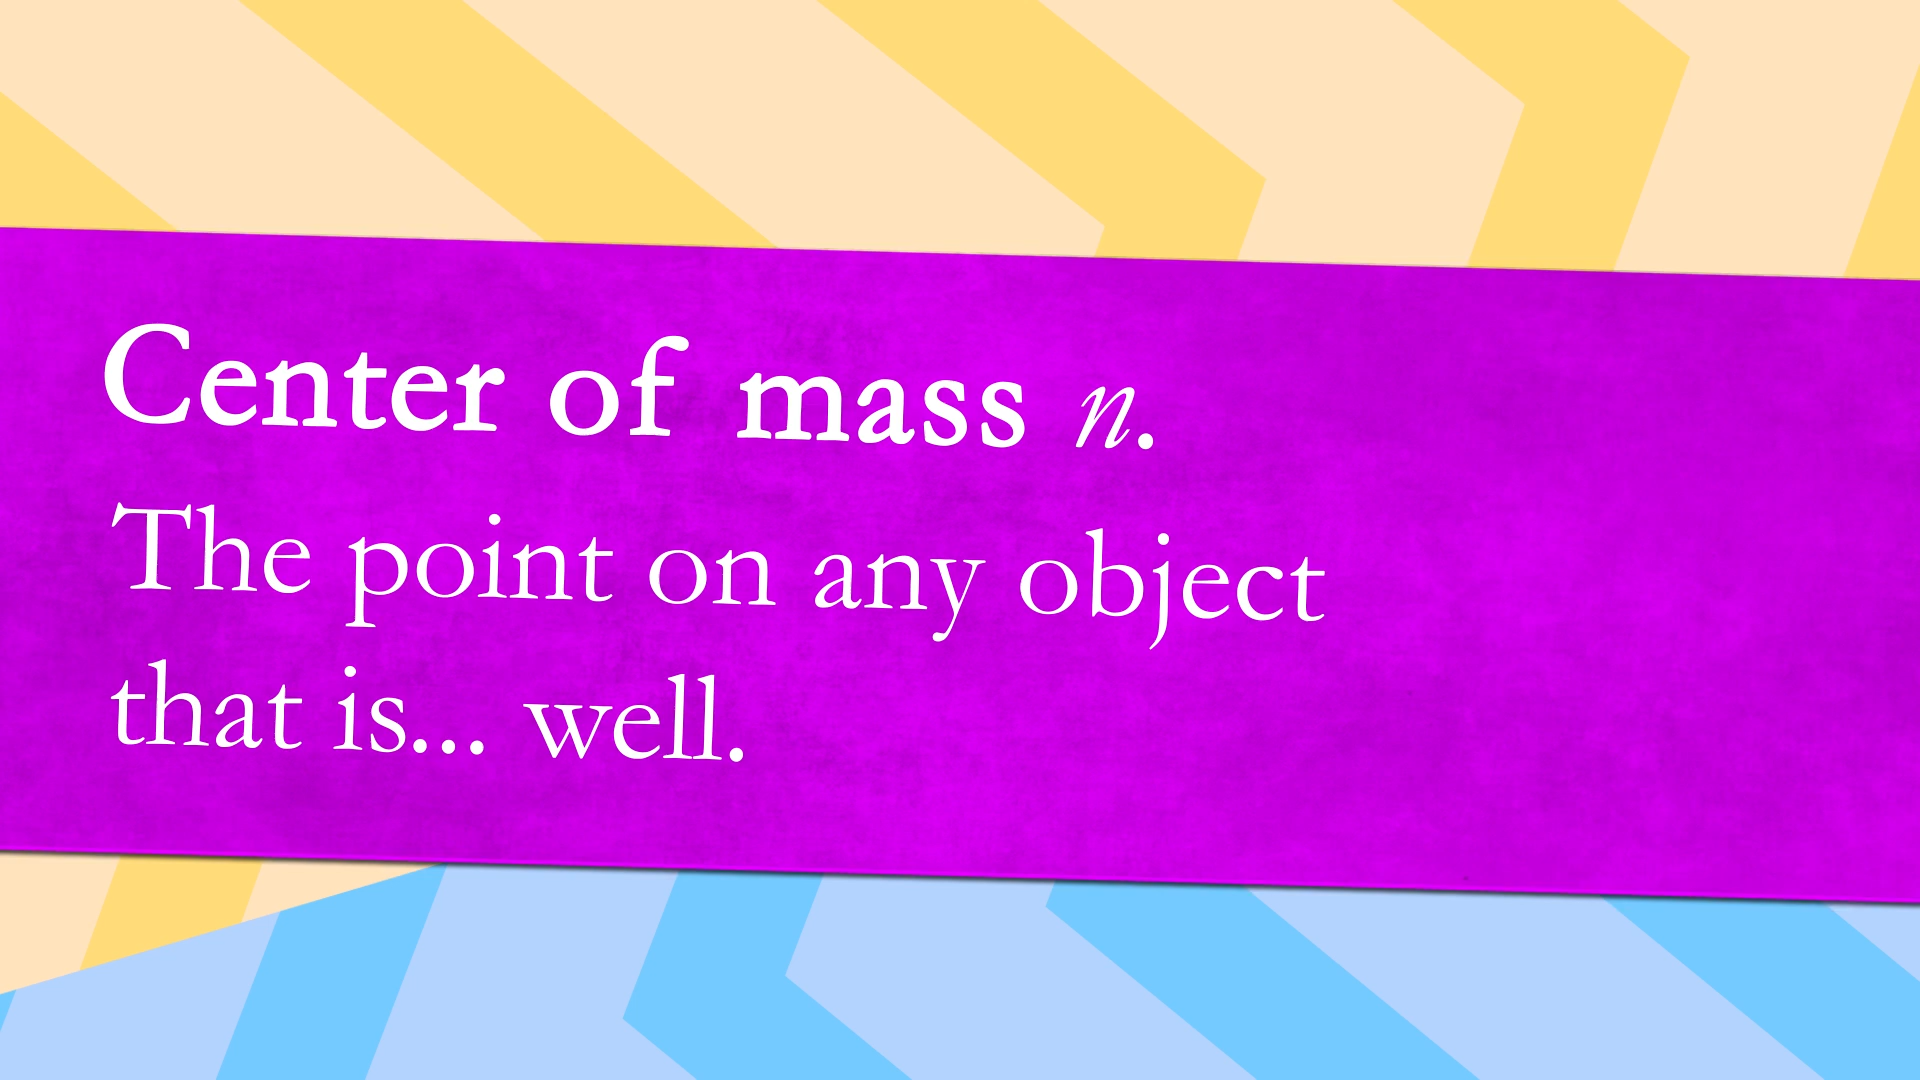 Center of mass n.
The point on any object
that is... well.